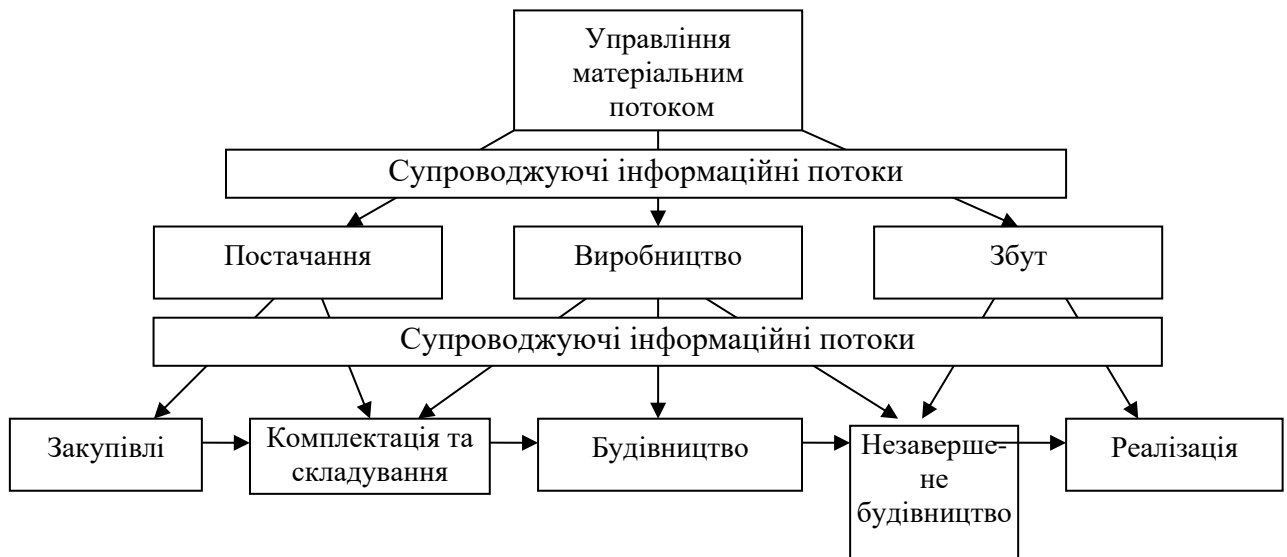 Управління
матеріальним
потоком
Супроводжуючі інформаційні потоки
Постачання
Виробництво
Збут
Супроводжуючі інформаційні потоки
Закупівлі
Комплектація та
складування
Будівництво
Незаверше-
не
будівництво
Реалізація